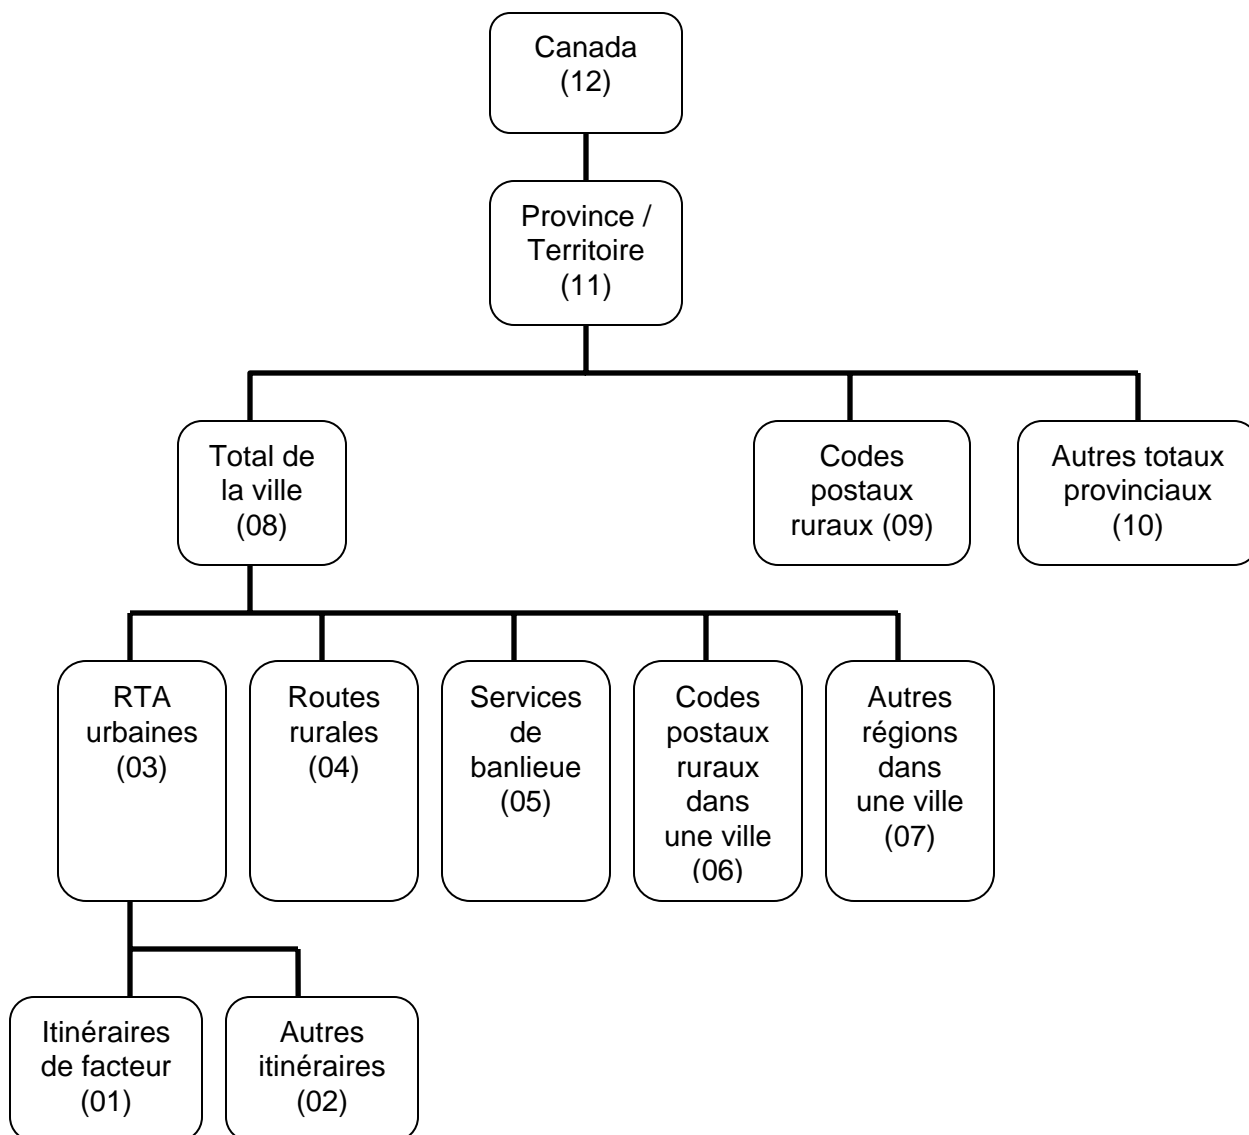 Canada
(12)
Province /
Territoire
(11)
Total de
la ville
(08)
Codes
postaux
ruraux (09)
Autres totaux
provinciaux
(10)
RTA
urbaines
(03)
Routes
rurales
(04)
Services
de
banlieue
(05)
Codes
postaux
ruraux
dans
une ville
(06)
Autres
régions
dans
une ville
(07)
Itinéraires
de facteur
(01)
Autres
itinéraires
(02)